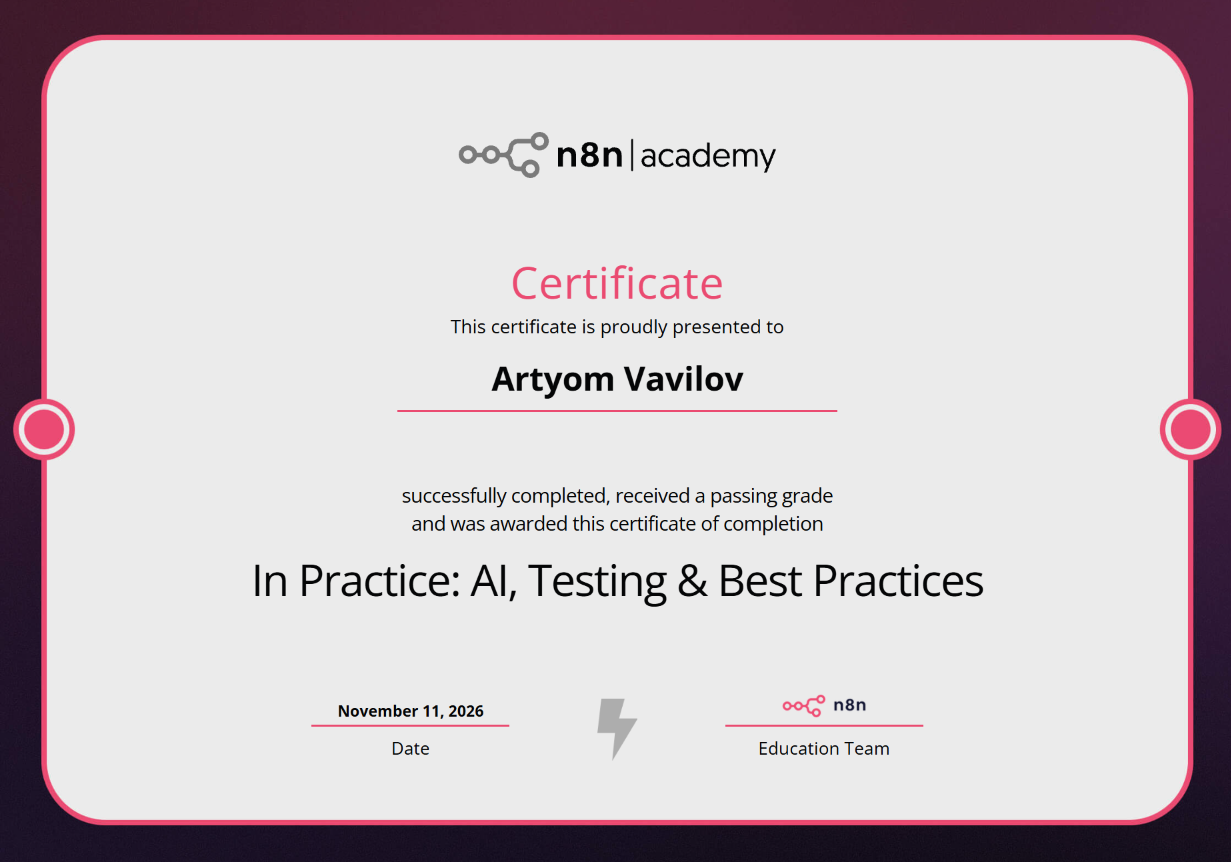 n8n | academy
Certificate
This certificate is proudly presented to
Artyom Vavilov
successfully completed, received a passing grade
and was awarded this certificate of completion
In Practice: AI, Testing & Best Practices
November 11, 2026
Date
n8n
Education Team